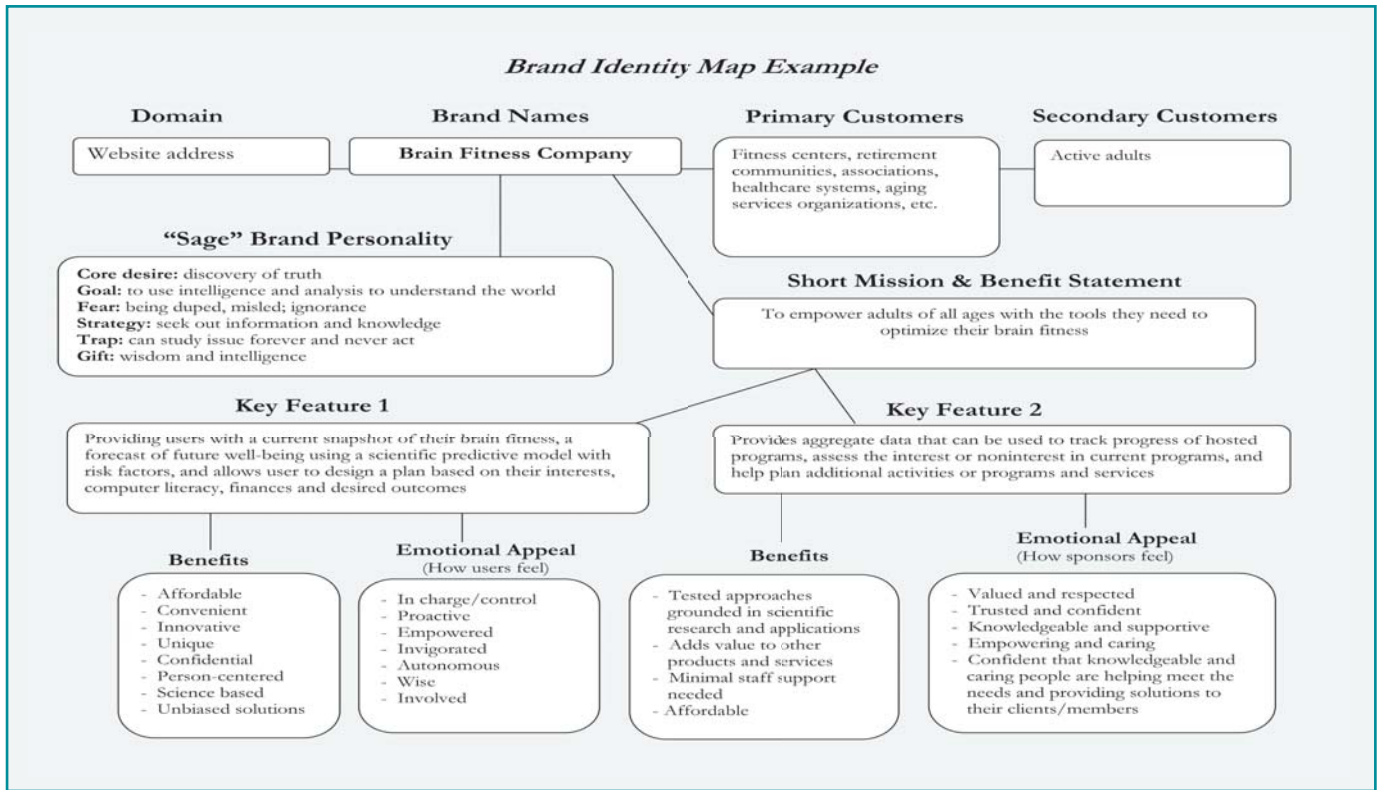 Brand Identity Map Example
Domain
Website address
Brand Names
Brain Fitness Company
Primary Customers
Fitness centers, retirement
communities, associations,
healthcare systems, aging
services organizations, etc.
Secondary Customers
Active adults
“Sage” Brand Personality
Core desire: discovery of truth
Goal: to use intelligence and analysis to understand the world
Fear: being duped, misled; ignorance
Strategy: seek out information and knowledge
Trap: can study issue forever and never act
Gift: wisdom and intelligence
Short Mission & Benefit Statement
To empower adults of all ages with the tools they need to
optimize their brain fitness
Key Feature 1
Providing users with a current snapshot of their brain fitness, a
forecast of future well-being using a scientific predictive model with
risk factors, and allows user to design a plan based on their interests,
computer literacy, finances and desired outcomes
Key Feature 2
Provides aggregate data that can be used to track progress of hosted
programs, assess the interest or noninterest in current programs, and
help plan additional activities or programs and services
Benefits
- Affordable
- Convenient
- Innovative
- Unique
- Confidential
- Person-centered
- Science based
- Unbiased solutions
Emotional Appeal
(How users feel)
- In charge/control
- Proactive
- Empowered
- Invigorated
- Autonomous
- Wise
- Involved
Benefits
- Tested approaches
grounded in scientific
research and applications
- Adds value to other
products and services
- Minimal staff support
needed
- Affordable
Emotional Appeal
(How sponsors feel)
- Valued and respected
- Trusted and confident
- Knowledgeable and supportive
- Empowering and caring
- Confident that knowledgeable and
caring people are helping meet the
needs and providing solutions to
their clients/members